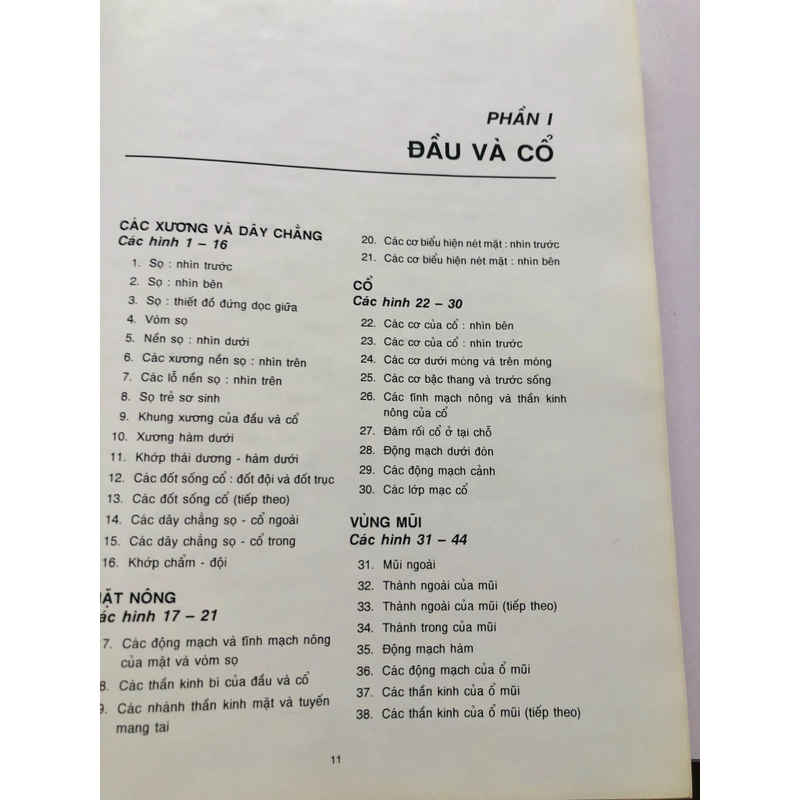 PHẦN I
ĐẦU VÀ CỔ
CÁC XƯƠNG VÀ DÂY CHẰNG
Các hình 1 – 16
1. Sọ : nhìn trước
2. Sọ : nhìn bên
3. Sọ : thiết đồ đứng dọc giữa
4. Vòm sọ
5. Nền sọ : nhìn dưới
6. Các xương nền sọ : nhìn trên
7. Các lỗ nền sọ : nhìn trên
8. Sọ trẻ sơ sinh
9. Khung xương của đầu và cổ
10. Xương hàm dưới
11. Khớp thái dương - hàm dưới
12. Các đốt sống cổ : đốt đội và đốt trục
13. Các đốt sống cổ (tiếp theo)
14. Các dây chằng sọ - cổ ngoài
15. Các dây chằng sọ - cổ trong
16. Khớp chẩm - đội
ẶT NÔNG
ác hình 17 – 21
7. Các động mạch và tĩnh mạch nông
của mặt và vòm sọ
8. Các thần kinh bì của đầu và cổ
9. Các nhánh thần kinh mặt và tuyến
mang tai
20. Các cơ biểu hiện nét mặt : nhìn trước
21. Các cơ biểu hiện nét mặt : nhìn bên
CỔ
Các hình 22 – 30
22. Các cơ của cổ : nhìn bên
23. Các cơ của cổ : nhìn trước
24. Các cơ dưới móng và trên móng
25. Các cơ bậc thang và trước sống
26. Các tĩnh mạch nông và thần kinh
nông của cổ
27. Đám rối cổ ở tại chỗ
28. Động mạch dưới đòn
29. Các động mạch cảnh
30. Các lớp mạc cổ
VÙNG MŨI
Các hình 31 – 44
31. Mũi ngoài
32. Thành ngoài của mũi
33. Thành ngoài của mũi (tiếp theo)
34. Thành trong của mũi
35. Động mạch hàm
36. Các động mạch của ổ mũi
37. Các thần kinh của ổ mũi
38. Các thần kinh của ổ mũi (tiếp theo)
11